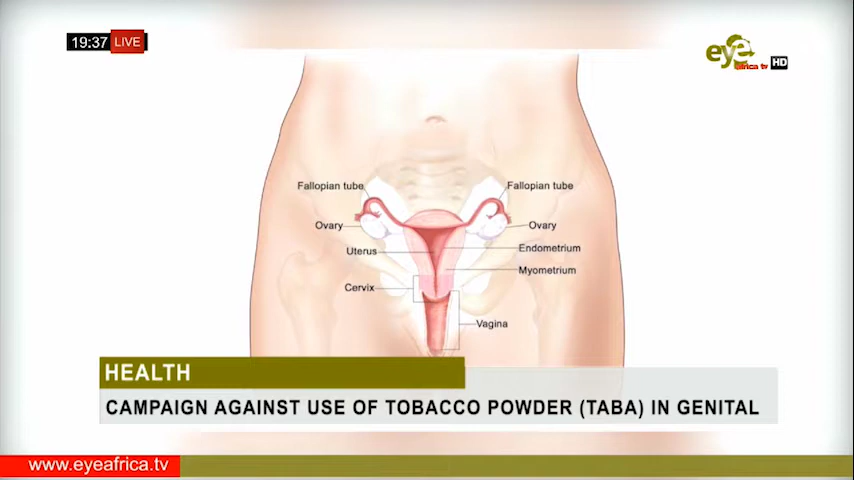 19:37 LIVE
eye
africa tv HD
Fallopian tube
Fallopian tube
Ovary
Ovary
Uterus
Endometrium
Myometrium
Cervix
Vagina
HEALTH
CAMPAIGN AGAINST USE OF TOBACCO POWDER (TABA) IN GENITAL
www.eyeafrica.tv